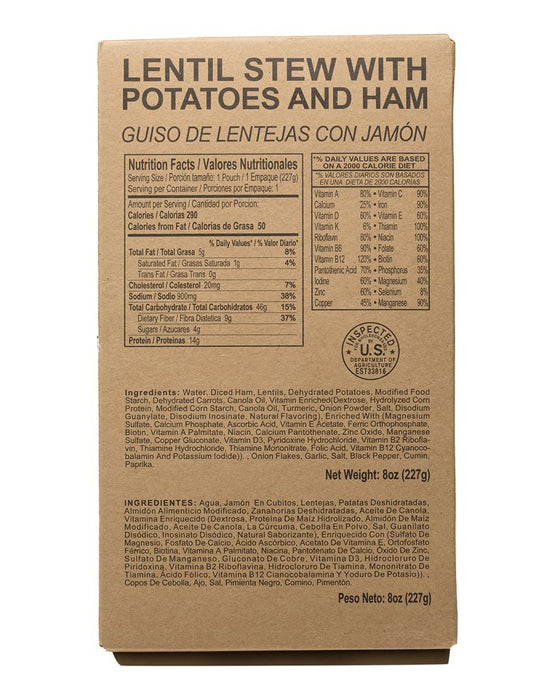 LENTIL STEW WITH
POTATOES AND HAM
GUISO DE LENTEJAS CON JAMÓN
Nutrition Facts / Valores Nutritionales
Serving Size / Porción tamaño: 1 Pouch / 1 Empaque (227g)
Serving per Container / Porciones por Empaque: 1
Amount per Serving / Cantidad por Porcion:
Calories / Calorias 290
Calories from Fat / Calorias de Grasa 50
% Daily Values* / % Valor Diario*
Total Fat / Total Grasa 5g 8%
Saturated Fat / Grasas Saturada 1g 4%
Trans Fat / Grasa Trans 0g
Cholesterol / Colesterol 20mg 7%
Sodium / Sodio 900mg 38%
Total Carbohydrate / Total Carbohidratos 46g 15%
Dietary Fiber / Fibra Dietica 9g 37%
Sugars / Azucares 4g
Protein / Proteines 14g
*% DAILY VALUES ARE BASED
ON A 2000 CALORIE DIET
*% VALORES DIARIOS SON BASADOS
EN UNA DIETA DE 2000 CALORIAS
Vitamin A 80% • Vitamin C 90%
Calcium 25% • Iron 90%
Vitamin D 60% • Vitamin E 60%
Vitamin K 6% • Thiamin 100%
Riboflavin 80% • Niacin 100%
Vitamin B6 90% • Folate 60%
Vitamin B12 120% • Biotin 60%
Pantothenic Acid 70% • Phosphorus 35%
Iodine 60% • Magnesium 40%
Zinc 60% • Selenium 8%
Copper 45% • Manganese 90%
INSPECTED
FOR WHOLESOMENESS
BY
U.S.
DEPARTMENT OF
AGRICULTURE
EST33816
Ingredients: Water, Diced Ham, Lentils, Dehydrated Potatoes, Modified Food
Starch, Dehydrated Carrots, Canola Oil, Vitamin Enriched(Dextrose, Hydrolyzed Corn
Protein, Modified Corn Starch, Canola Oil, Turmeric, Onion Powder, Salt, Disodium
Guanylate, Disodium Inosinate, Natural Flavoring), Enriched With (Magnesium
Sulfate, Calcium Phosphate, Ascorbic Acid, Vitamin E Acetate, Ferric Orthophosphate,
Biotin, Vitamin A Palmitate, Niacin, Calcium Pantothenate, Zinc Oxide, Manganese
Sulfate, Copper Gluconate, Vitamin D3, Pyridoxine Hydrochloride, Vitamin B2 Ribofla-
vin, Thiamine Hydrochloride, Thiamine Mononitrate, Folic Acid, Vitamin B12 Cyanoco-
balamin And Potassium Iodide)). , Onion Flakes, Garlic, Salt, Black Pepper, Cumin,
Paprika.
Net Weight: 8oz (227g)
INGREDIENTES: Agua, Jamón En Cubitos, Lentejas, Patatas Deshidratadas,
Almidón Alimenticio Modificado, Zanahorias Deshidratadas, Aceite De Canola,
Vitamina Enriquecido (Dextrosa, Proteína De Maíz Hidrolizado, Almidón De Maíz
Modificado, Aceite De Canola, La Cúrcuma, Cebolla En Polvo, Sal, Guanilato
Disódico, Inosinato Disódico, Natural Saborizante), Enriquecido Con (Sulfato De
Magnesio, Fosfato De Calcio, Ácido Ascórbico, Acetato De Vitamina E, Ortofosfato
Férrico, Biotina, Vitamina A Palmitato, Niacina, Pantotenato De Calcio, Óxido De Zinc,
Sulfato De Manganeso, Gluconato De Cobre, Vitamina D3, Hidrocloruro De
Piridoxina, Vitamina B2 Riboflavina, Hidrocloruro De Tiamina, Mononitrato De
Tiamina, Ácido Fólico, Vitamina B12 Cianocobalamina Y Yoduro De Potasio)). ,
Copos De Cebolla, Ajo, Sal, Pimienta Negra, Comino, Pimentón.
Peso Neto: 8oz (227g)